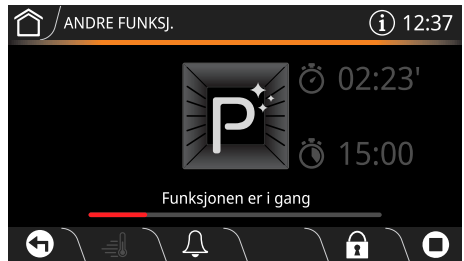 ANDRE FUNKSJ.
i 12:37
P
02:23'
15:00
Funksjonen er i gang